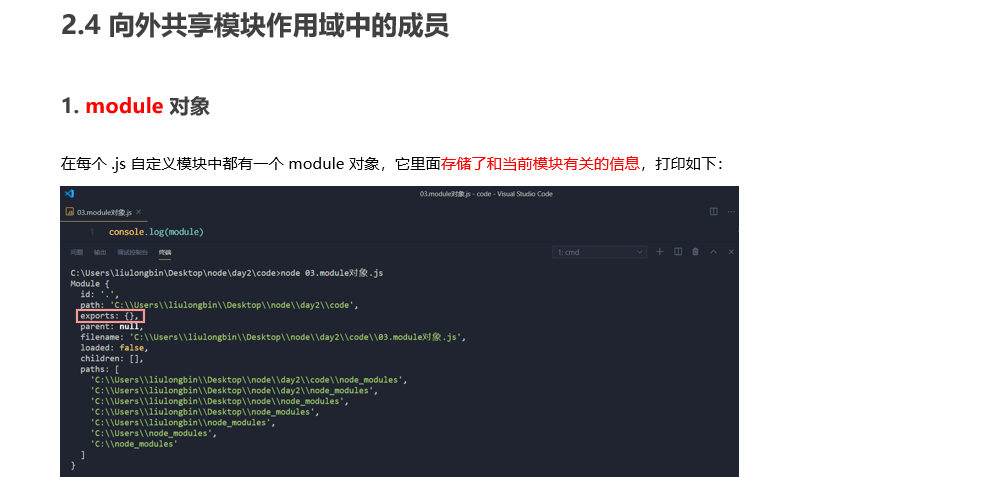 2.4 向外共享模块作用域中的成员
1. module 对象
在每个 .js 自定义模块中都有一个 module 对象，它里面存储了和当前模块有关的信息，打印如下：
03.module对象.js - code - Visual Studio Code
03.module对象.js
1 console.log(module)
问题 输出 调试控制台 终端 1: cmd
C:\Users\liulongbin\Desktop\node\day2\code>node 03.module对象.js
Module {
id: '.',
path: 'C:\\Users\\liulongbin\\Desktop\\node\\day2\\code',
exports: {},
parent: null,
filename: 'C:\\Users\\liulongbin\\Desktop\\node\\day2\\code\\03.module对象.js',
loaded: false,
children: [],
paths: [
'C:\\Users\\liulongbin\\Desktop\\node\\day2\\code\\node_modules',
'C:\\Users\\liulongbin\\Desktop\\node\\day2\\node_modules',
'C:\\Users\\liulongbin\\Desktop\\node\\node_modules',
'C:\\Users\\liulongbin\\Desktop\\node_modules',
'C:\\Users\\liulongbin\\node_modules',
'C:\\Users\\node_modules',
'C:\\node_modules'
]
}